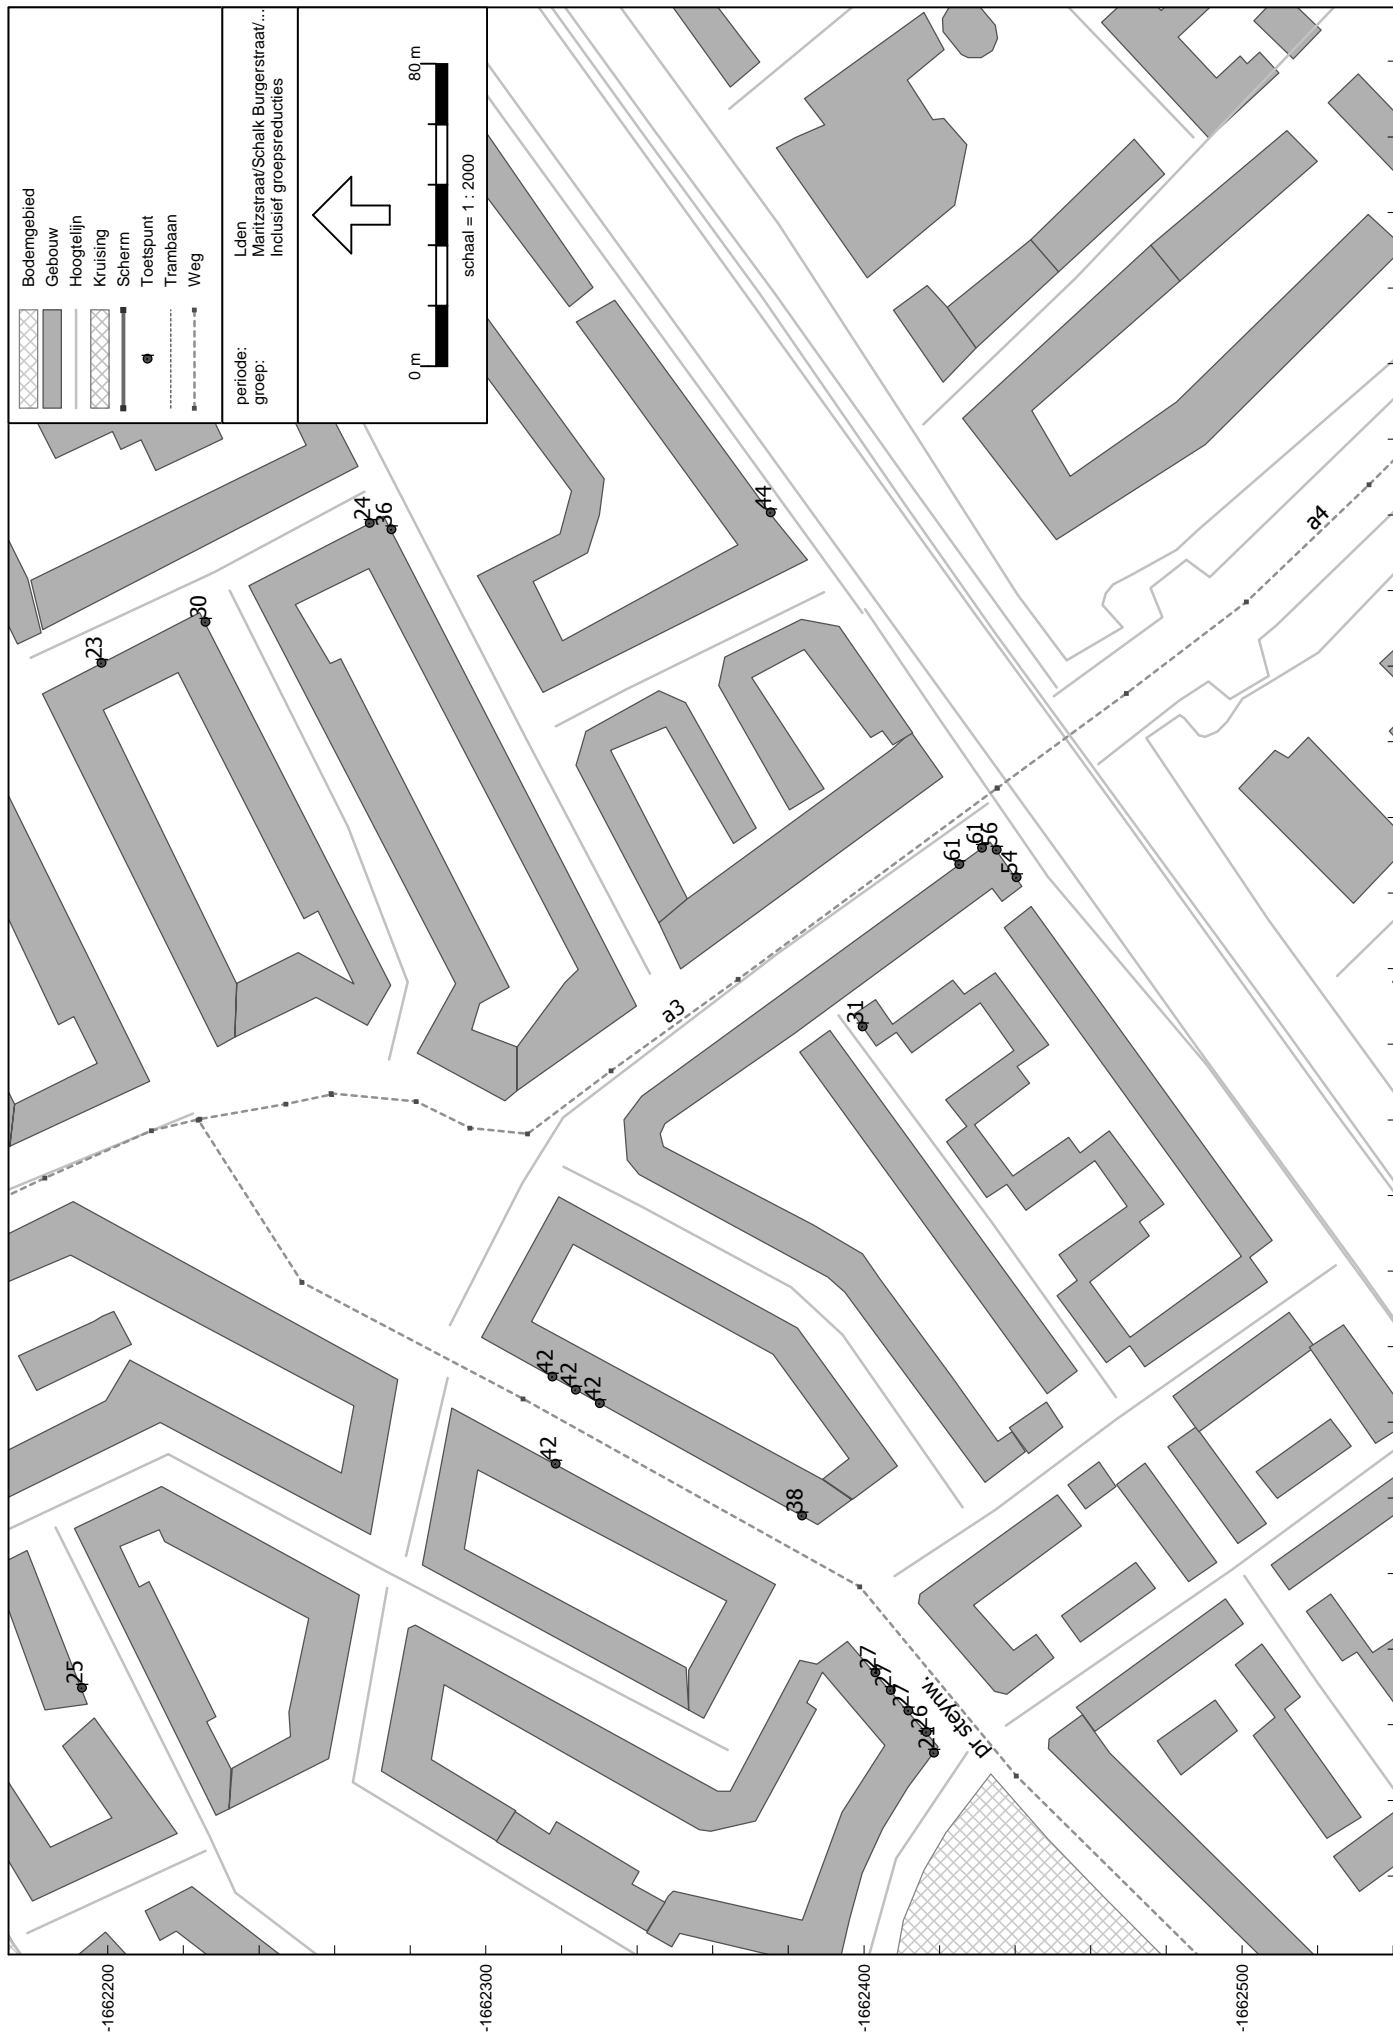 Bodemgebied
Gebouw
Hoogtelijn
Kruising
Scherm
Toetspunt
Trambaan
Weg
periode: Lden
groep: Maritzstraat/Schalk Burgerstraat/...
Inclusief groepsreducties
0 m 80 m
schaal = 1 : 2000
24
36
23
30
44
61
61
56
54
31
a3
a4
42
42
42
42
38
25
27
27
27
26
pr steynw.
-1662200
-1662300
-1662400
-1662500